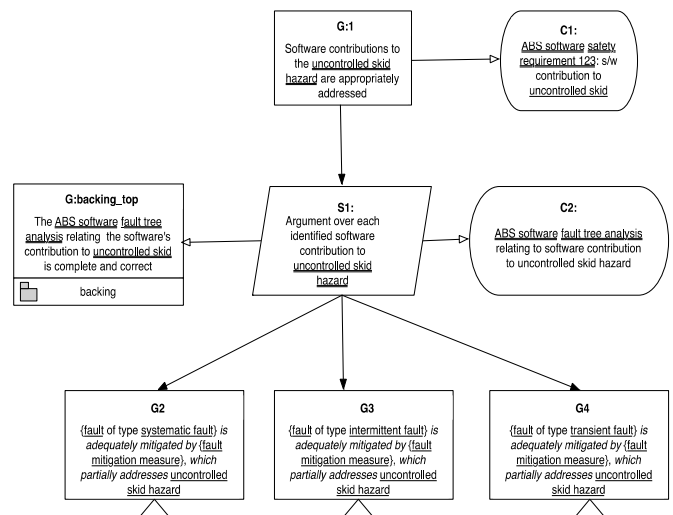 G:1
Software contributions to
the uncontrolled skid
hazard are appropriately
addressed
C1:
ABS software safety
requirement 123: s/w
contribution to
uncontrolled skid
G:backing_top
The ABS software fault tree
analysis relating the software's
contribution to uncontrolled skid
is complete and correct
backing
S1:
Argument over each
identified software
contribution to
uncontrolled skid
hazard
C2:
ABS software fault tree analysis
relating to software contribution
to uncontrolled skid hazard
G2
{fault of type systematic fault} is
adequately mitigated by {fault
mitigation measure}, which
partially addresses uncontrolled
skid hazard
G3
{fault of type intermittent fault} is
adequately mitigated by {fault
mitigation measure}, which
partially addresses uncontrolled
skid hazard
G4
{fault of type transient fault} is
adequately mitigated by {fault
mitigation measure}, which
partially addresses uncontrolled
skid hazard